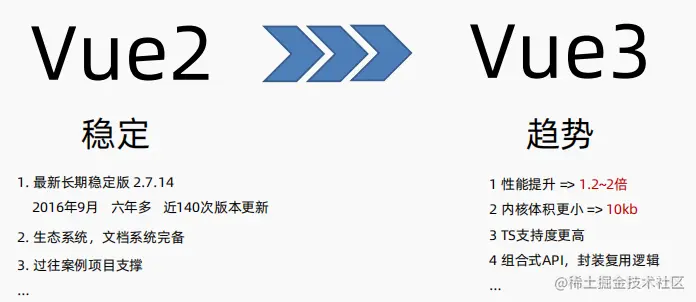 Vue2
Vue3
稳定
趋势
1. 最新长期稳定版 2.7.14
2016年9月 六年多 近140次版本更新
2. 生态系统，文档系统完备
3. 过往案例项目支撑
...
1 性能提升 => 1.2~2倍
2 内核体积更小 => 10kb
3 TS支持度更高
4 组合式API，封装复用逻辑
...
@稀土掘金技术社区